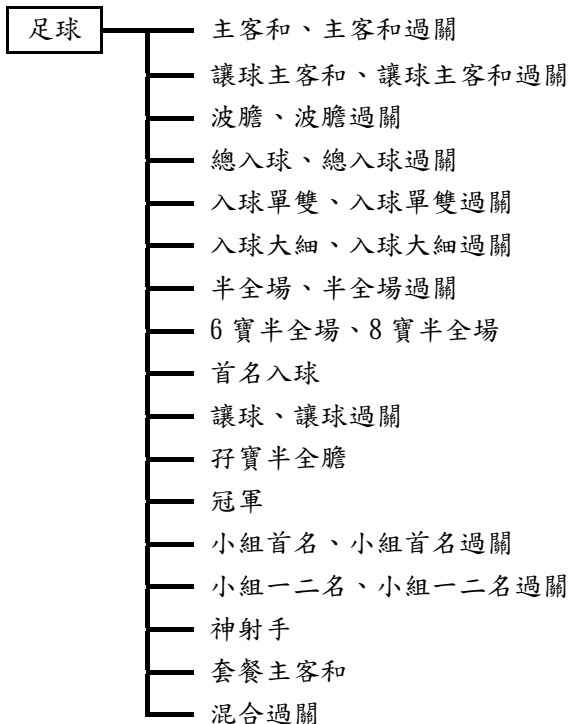 足球
主客和、主客和過關
讓球主客和、讓球主客和過關
波膽、波膽過關
總入球、總入球過關
入球單雙、入球單雙過關
入球大細、入球大細過關
半全場、半全場過關
6 寶半全場、8 寶半全場
首名入球
讓球、讓球過關
孖寶半全膽
冠軍
小組首名、小組首名過關
小組一二名、小組一二名過關
神射手
套餐主客和
混合過關